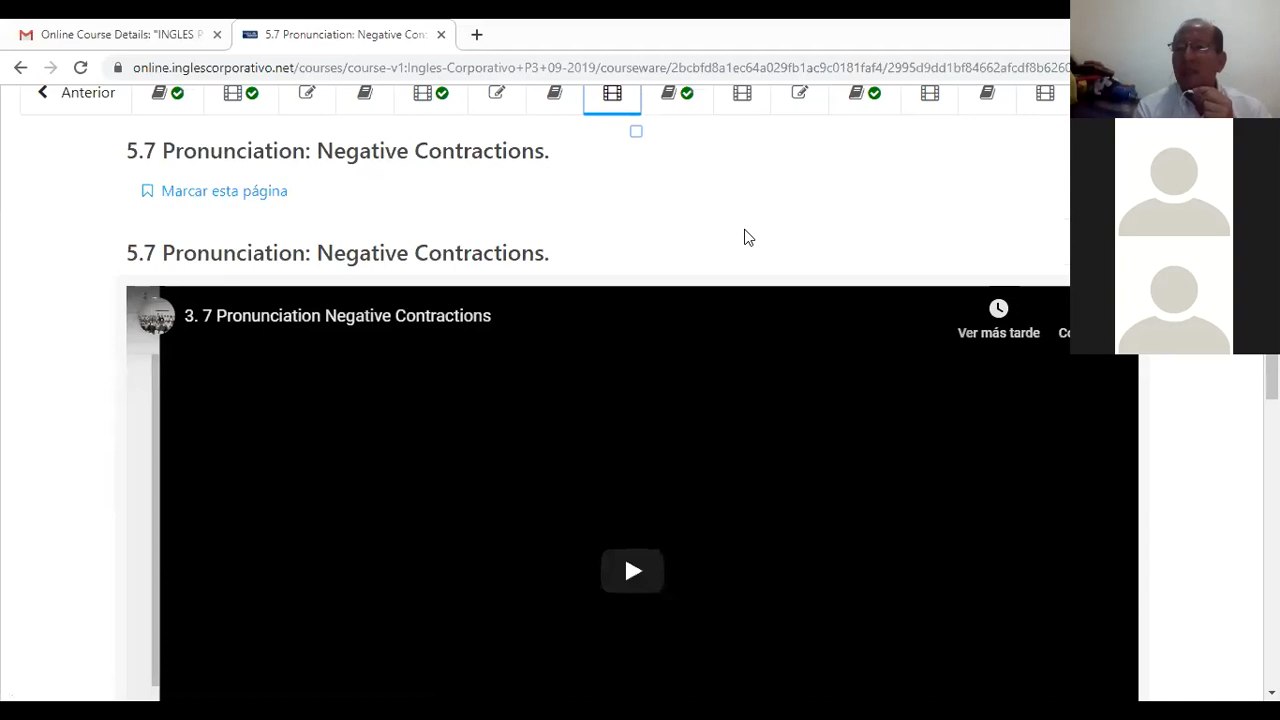 Online Course Details: "INGLES P
5.7 Pronunciation: Negative Con
online.inglescorporativo.net/courses/course-v1:Ingles-Corporativo+P3+09-2019/courseware/2bcbfd8a1ec64a029fb1ac9c0181faf4/2995d9dd1bf84662afcdf8b6260
Anterior
5.7 Pronunciation: Negative Contractions.
Marcar esta página
5.7 Pronunciation: Negative Contractions.
3. 7 Pronunciation Negative Contractions
Ver más tarde